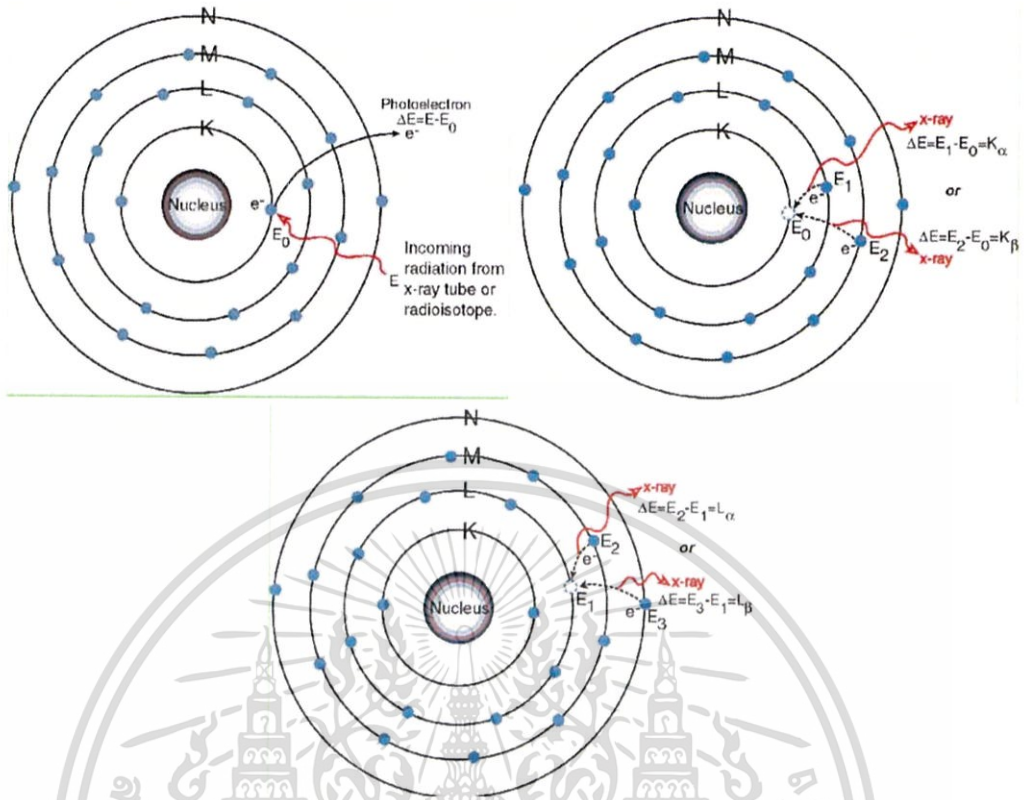 N
M
L
K
Nucleus
e-
E0
Photoelectron
ΔE=E-E0
e-
E
Incoming
radiation from
x-ray tube or
radioisotope.
N
M
L
K
Nucleus
E0
e-
E1
e-
E2
x-ray
ΔE=E1-E0=Kα
or
ΔE=E2-E0=Kβ
x-ray
N
M
L
K
Nucleus
E1
e-
E2
e-
E3
x-ray
ΔE=E2-E1=Lα
or
x-ray
ΔE=E3-E1=Lβ